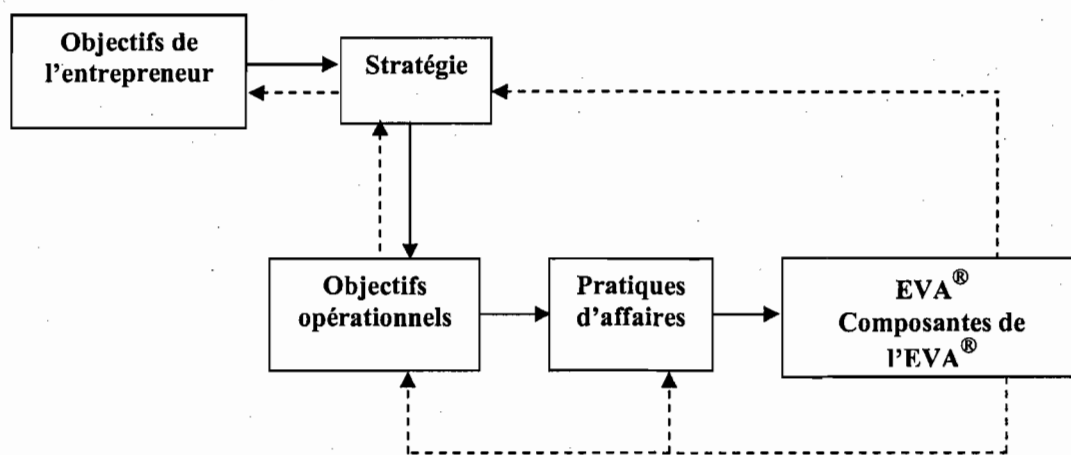 Objectifs de
l'entrepreneur
Stratégie
Objectifs
opérationnels
Pratiques
d'affaires
EVA®
Composantes de
l'EVA®